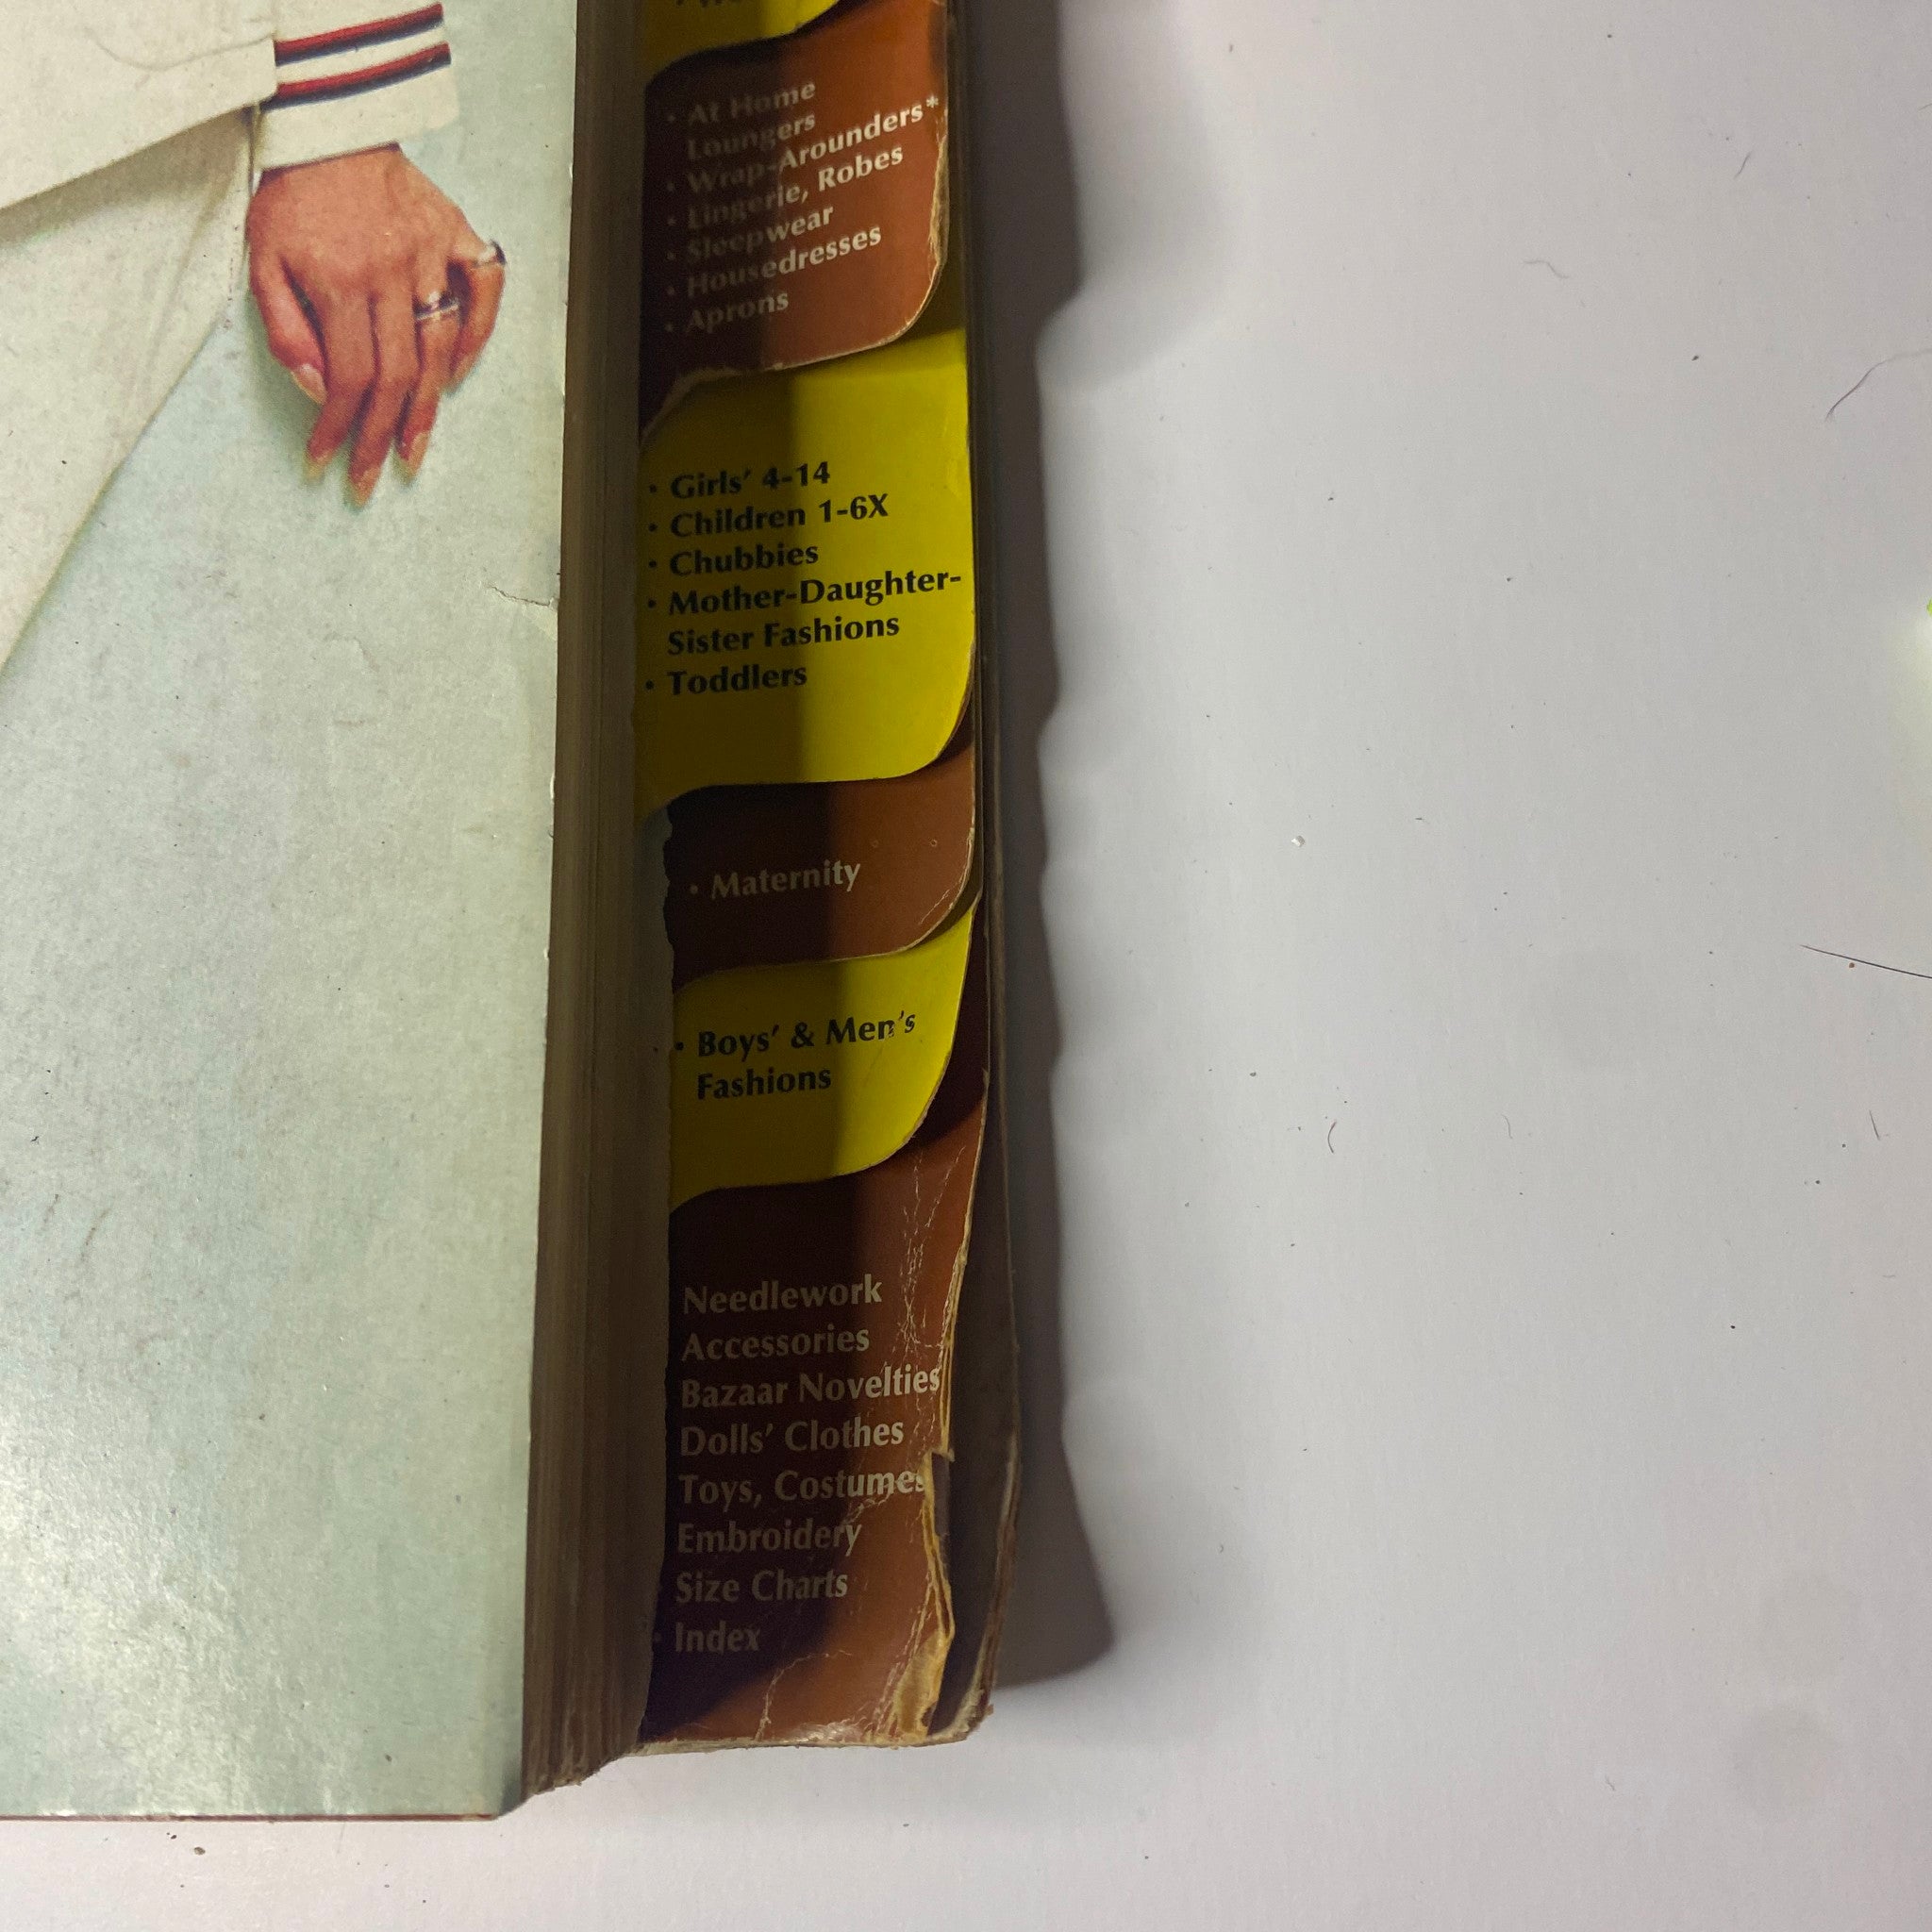 • At Home
Loungers
• Wrap-Arounders*
• Lingerie, Robes
• Sleepwear
• Housedresses
• Aprons
• Girls' 4-14
• Children 1-6X
• Chubbies
• Mother-Daughter-
Sister Fashions
• Toddlers
• Maternity
• Boys' & Men's
Fashions
Needlework
Accessories
Bazaar Novelties
Dolls' Clothes
Toys, Costumes
Embroidery
Size Charts
• Index